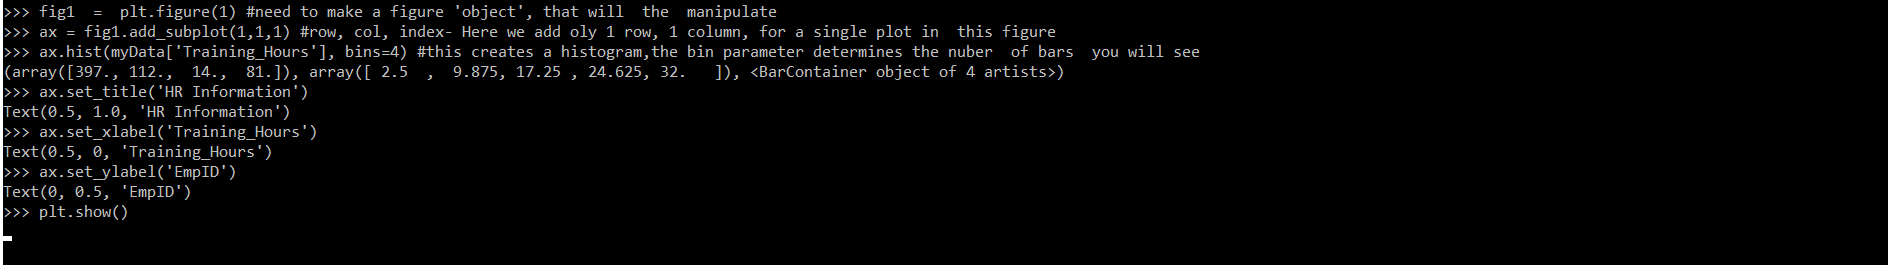 >>> fig1  =  plt.figure(1) #need to make a figure 'object', that will  the  manipulate
>>> ax = fig1.add_subplot(1,1,1) #row, col, index- Here we add oly 1 row, 1 column, for a single plot in  this figure
>>> ax.hist(myData['Training_Hours'], bins=4) #this creates a histogram,the bin parameter determines the nuber  of bars  you will see
(array([397., 112.,  14.,  81.]), array([ 2.5  ,  9.875, 17.25 , 24.625, 32.   ]), <BarContainer object of 4 artists>)
>>> ax.set_title('HR Information')
Text(0.5, 1.0, 'HR Information')
>>> ax.set_xlabel('Training_Hours')
Text(0.5, 0, 'Training_Hours')
>>> ax.set_ylabel('EmpID')
Text(0, 0.5, 'EmpID')
>>> plt.show()